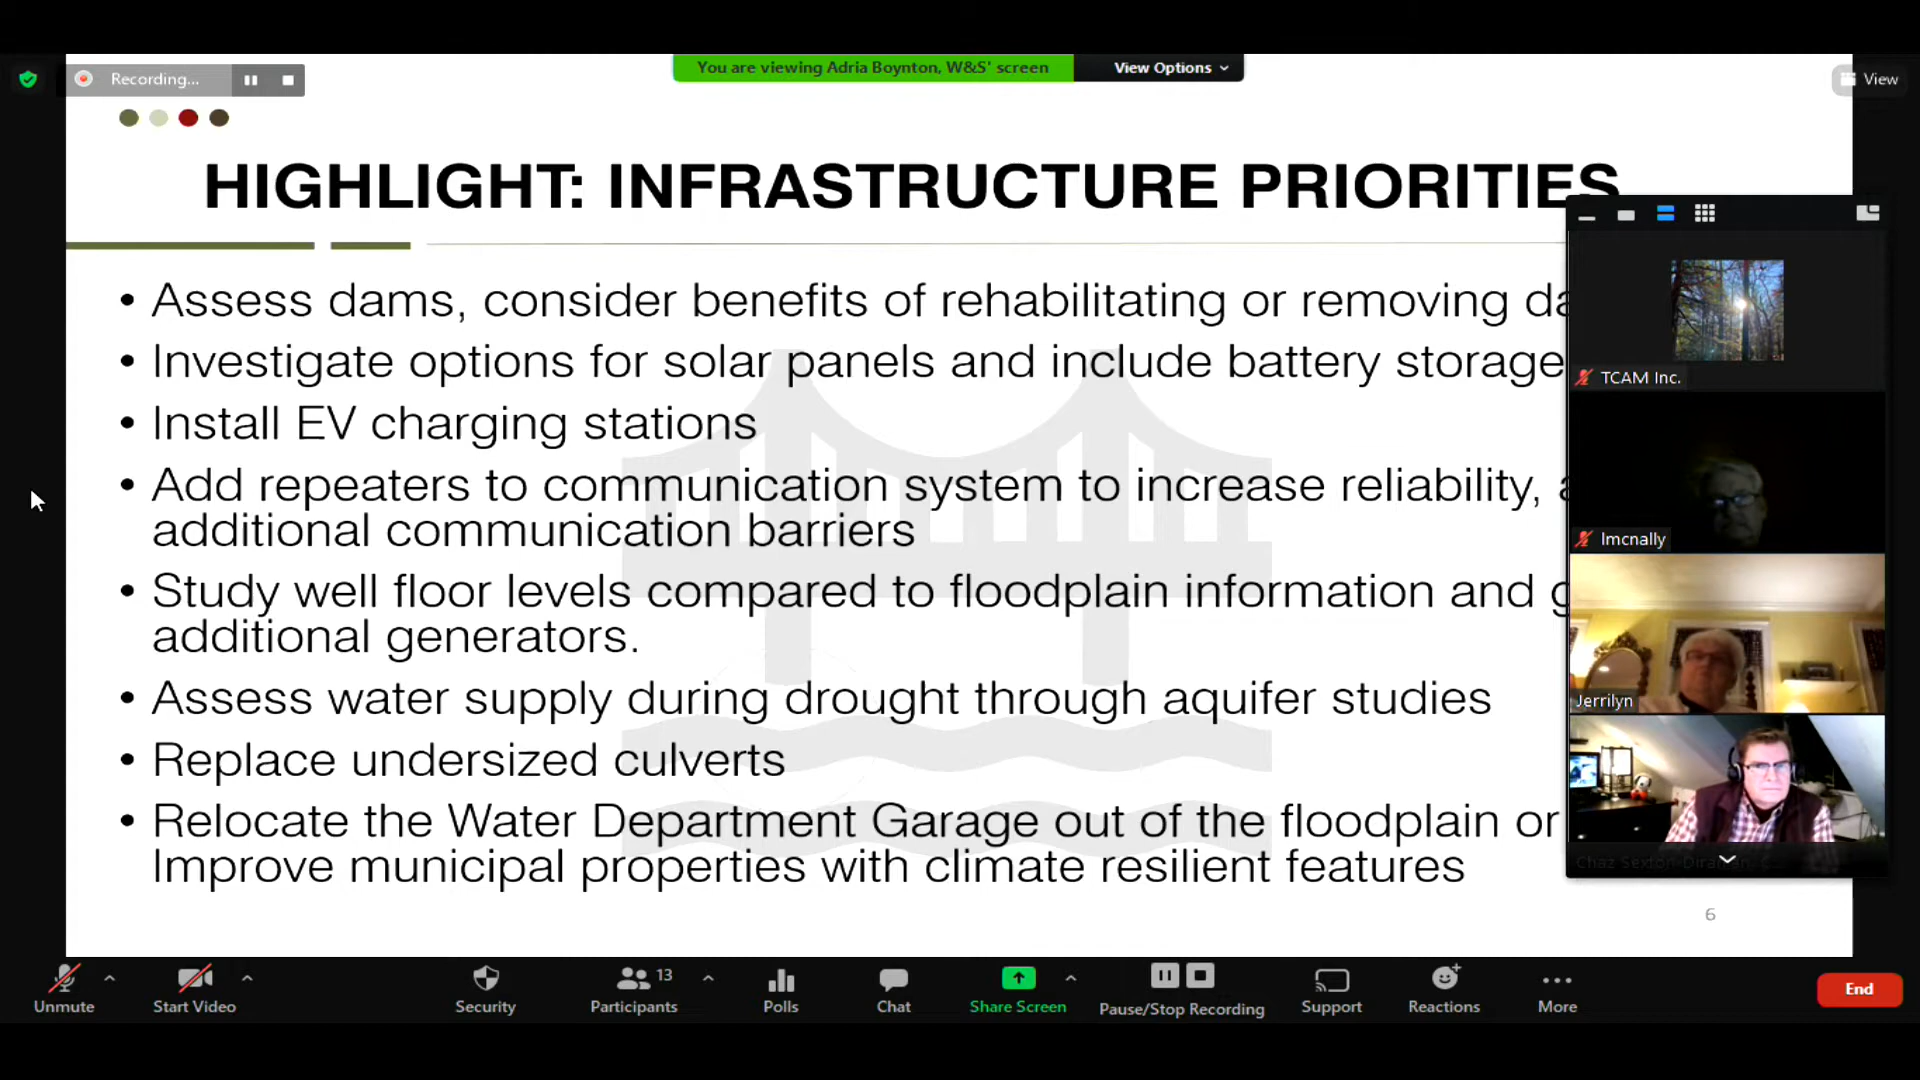 Recording...
You are viewing Adria Boynton, W&S' screen
View Options
View
HIGHLIGHT: INFRASTRUCTURE PRIORITIES
• Assess dams, consider benefits of rehabilitating or removing
• Investigate options for solar panels and include battery storage
• Install EV charging stations
• Add repeaters to communication system to increase reliability,
additional communication barriers
• Study well floor levels compared to floodplain information and
additional generators.
• Assess water supply during drought through aquifer studies
• Replace undersized culverts
• Relocate the Water Department Garage out of the floodplain or
Improve municipal properties with climate resilient features
TCAM Inc.
lmcnally
Jerrilyn
6
Unmute
Start Video
Security
Participants
13
Polls
Chat
Share Screen
Pause/Stop Recording
Support
Reactions
More
End